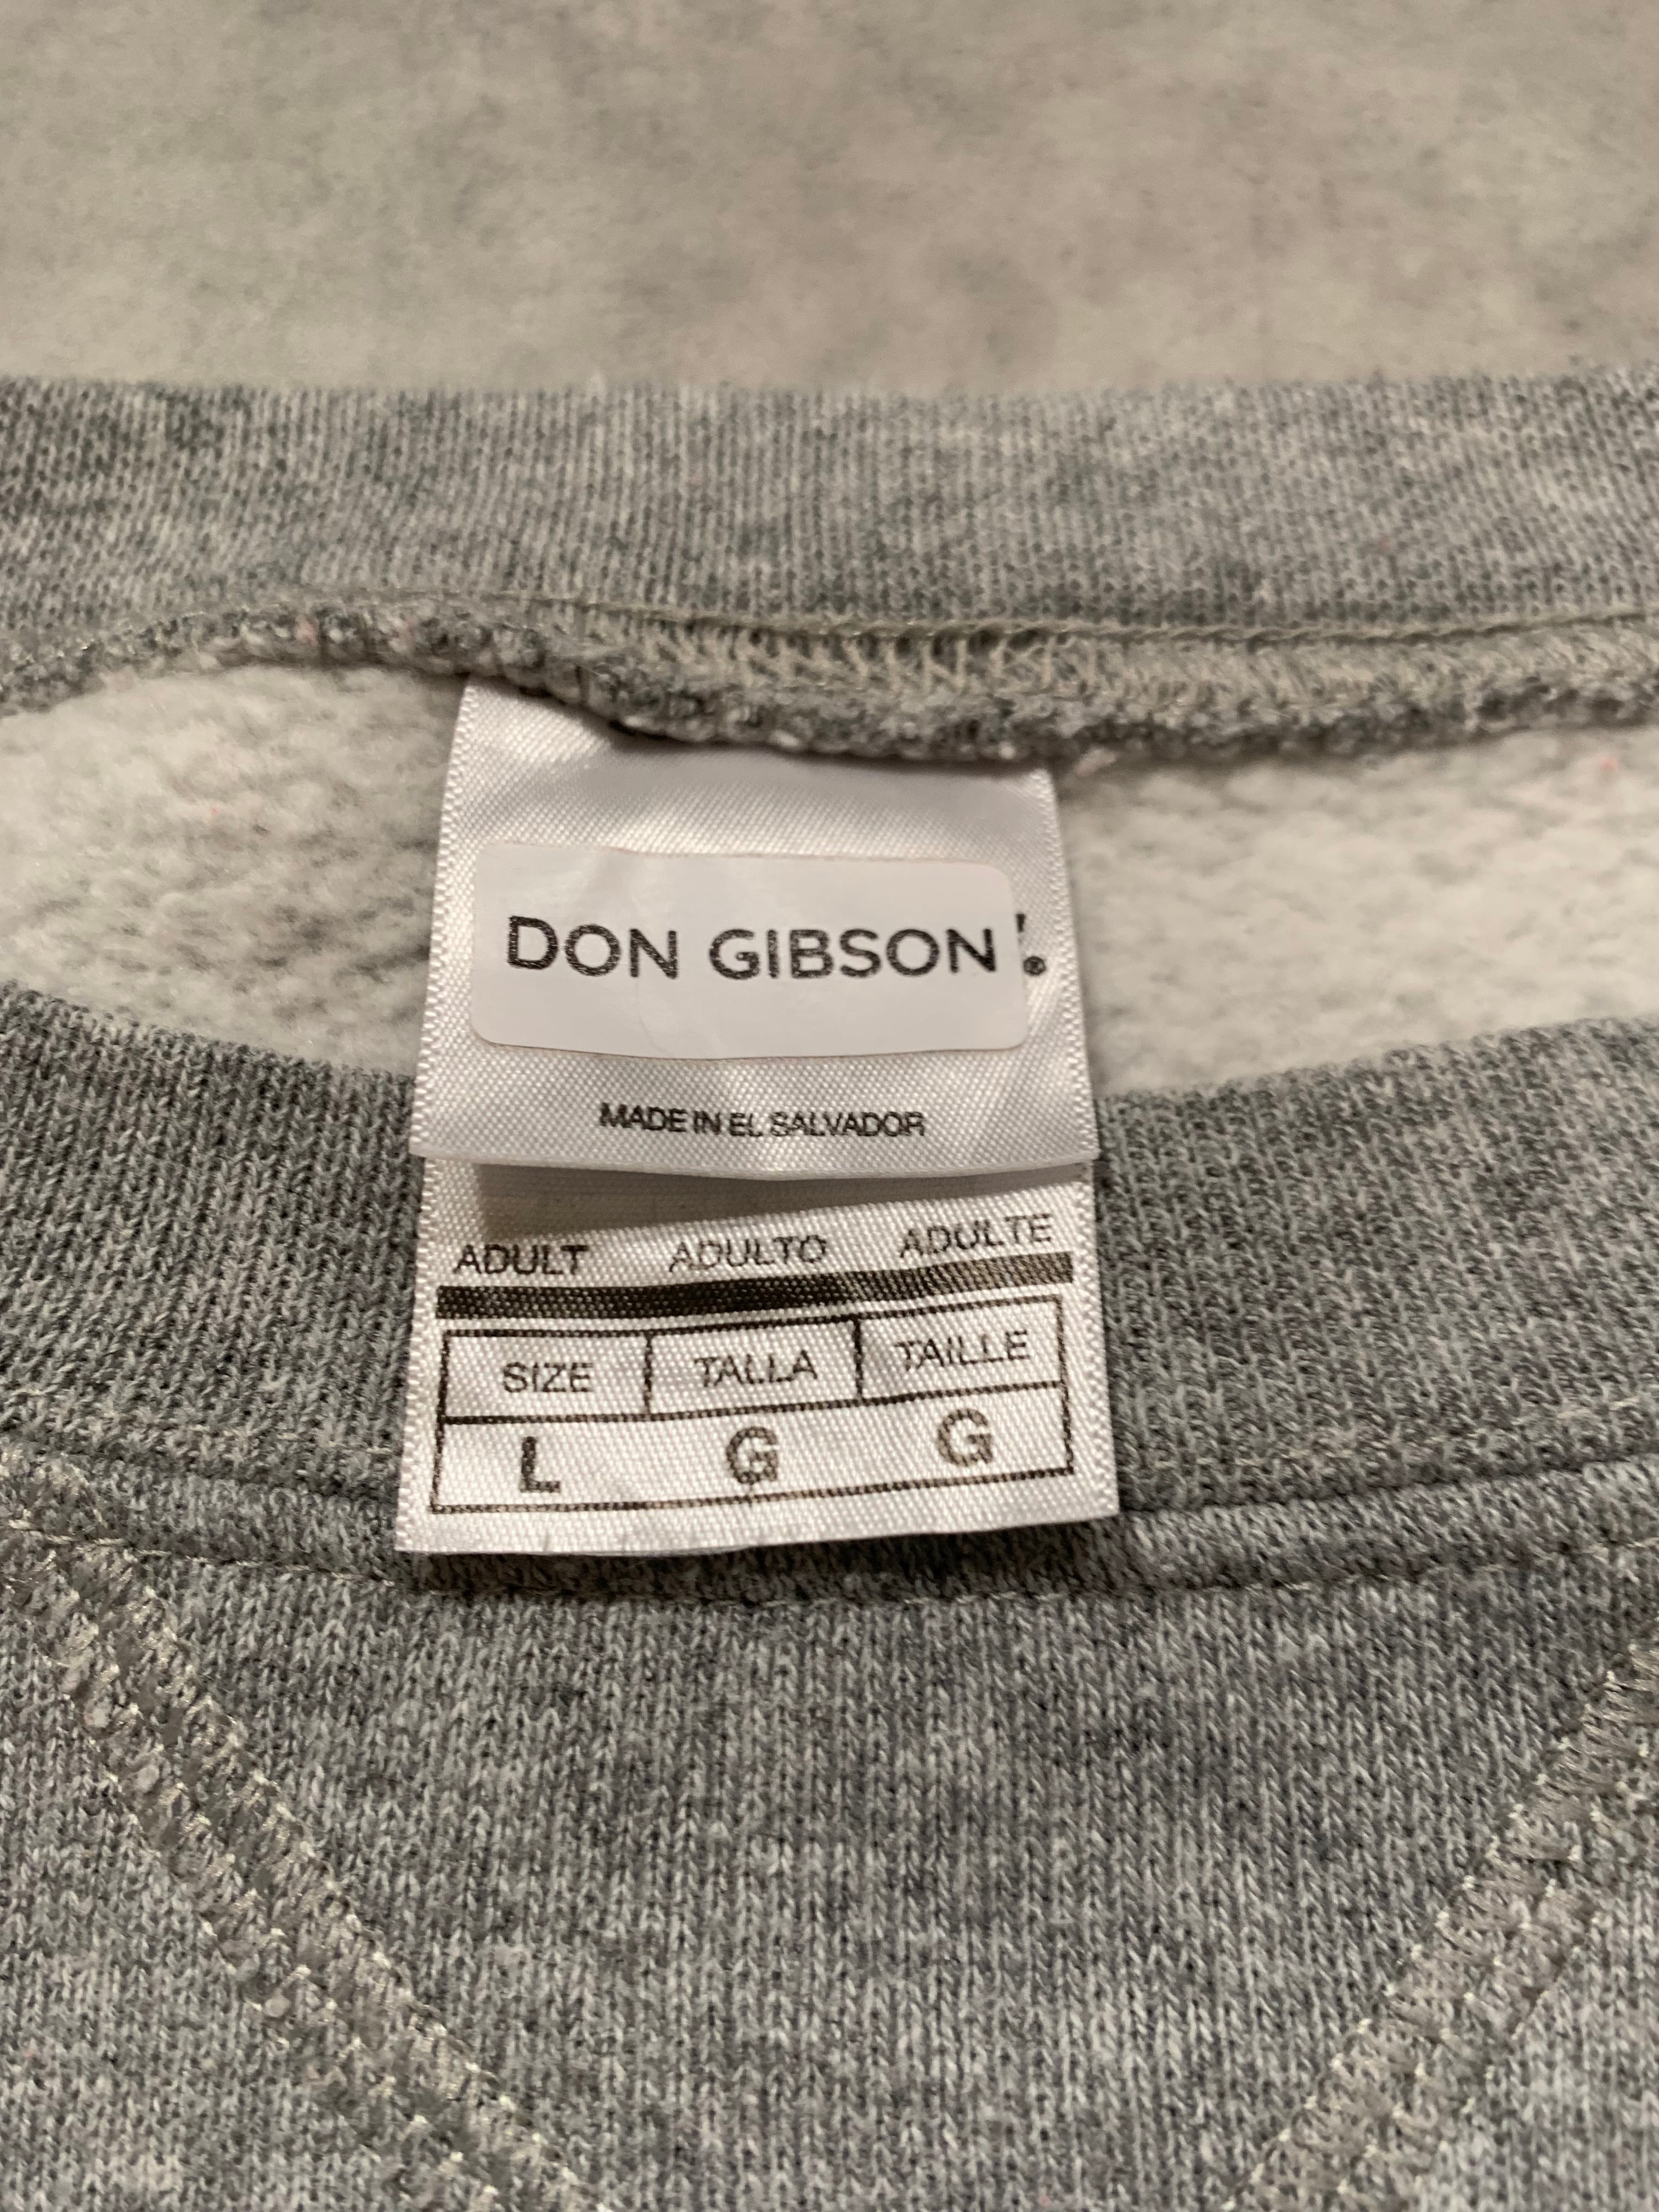 DON GIBSON
®
MADE IN EL SALVADOR
ADULT ADULTO ADULTE
SIZE TALLA TAILLE
L G G